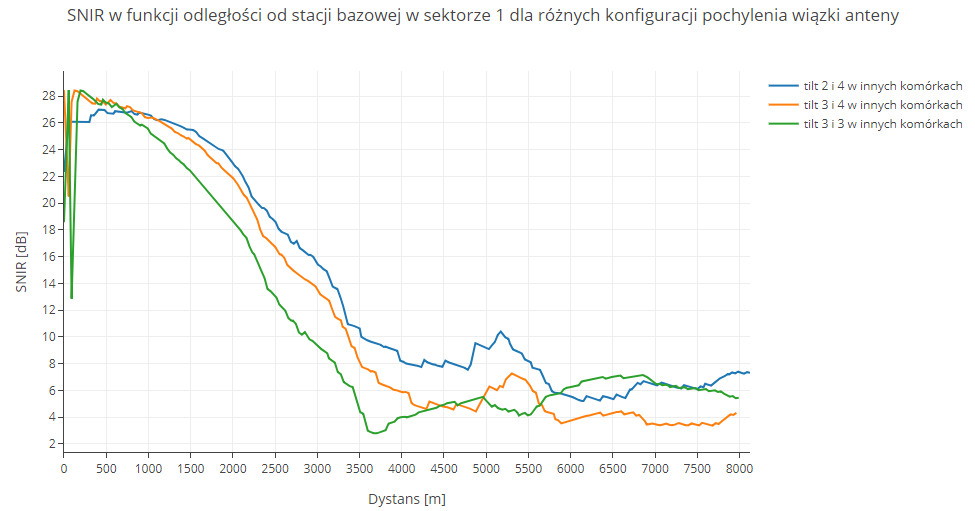 SNIR w funkcji odległości od stacji bazowej w sektorze 1 dla różnych konfiguracji pochylenia wiązki anteny
tilt 2 i 4 w innych komórkach
tilt 3 i 4 w innych komórkach
tilt 3 i 3 w innych komórkach
SNIR [dB]
28
26
24
22
20
18
16
14
12
10
8
6
4
2
0 500 1000 1500 2000 2500 3000 3500 4000 4500 5000 5500 6000 6500 7000 7500 8000
Dystans [m]